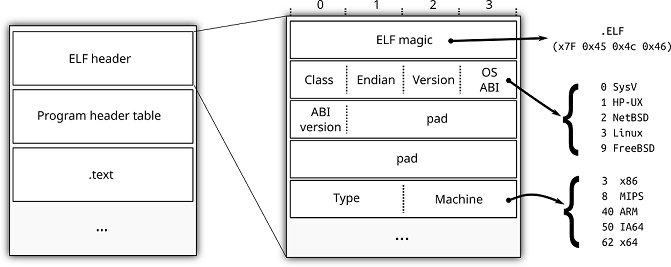 0 1 2 3
ELF header
Program header table
.text
...
ELF magic
Class Endian Version OS
ABI
ABI
version pad
pad
Type Machine
...
.ELF
(x7F 0x45 0x4c 0x46)
0 SysV
1 HP-UX
2 NetBSD
3 Linux
9 FreeBSD
3 x86
8 MIPS
40 ARM
50 IA64
62 x64